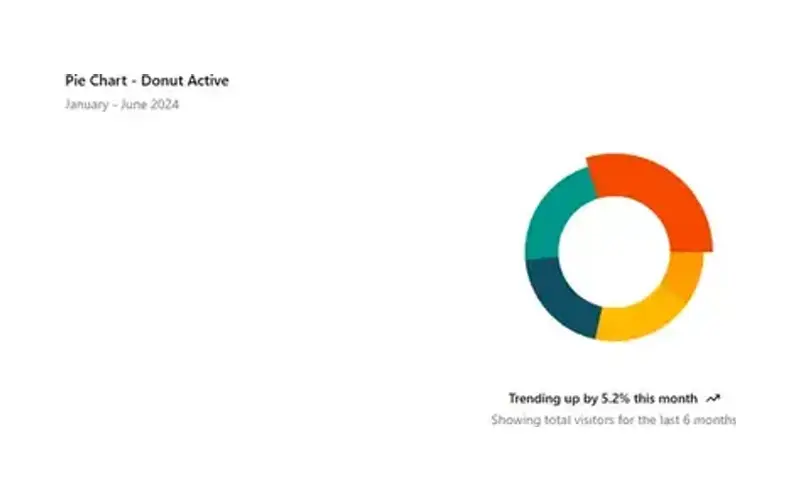 Pie Chart - Donut Active
January - June 2024
Trending up by 5.2% this month
Showing total visitors for the last 6 months